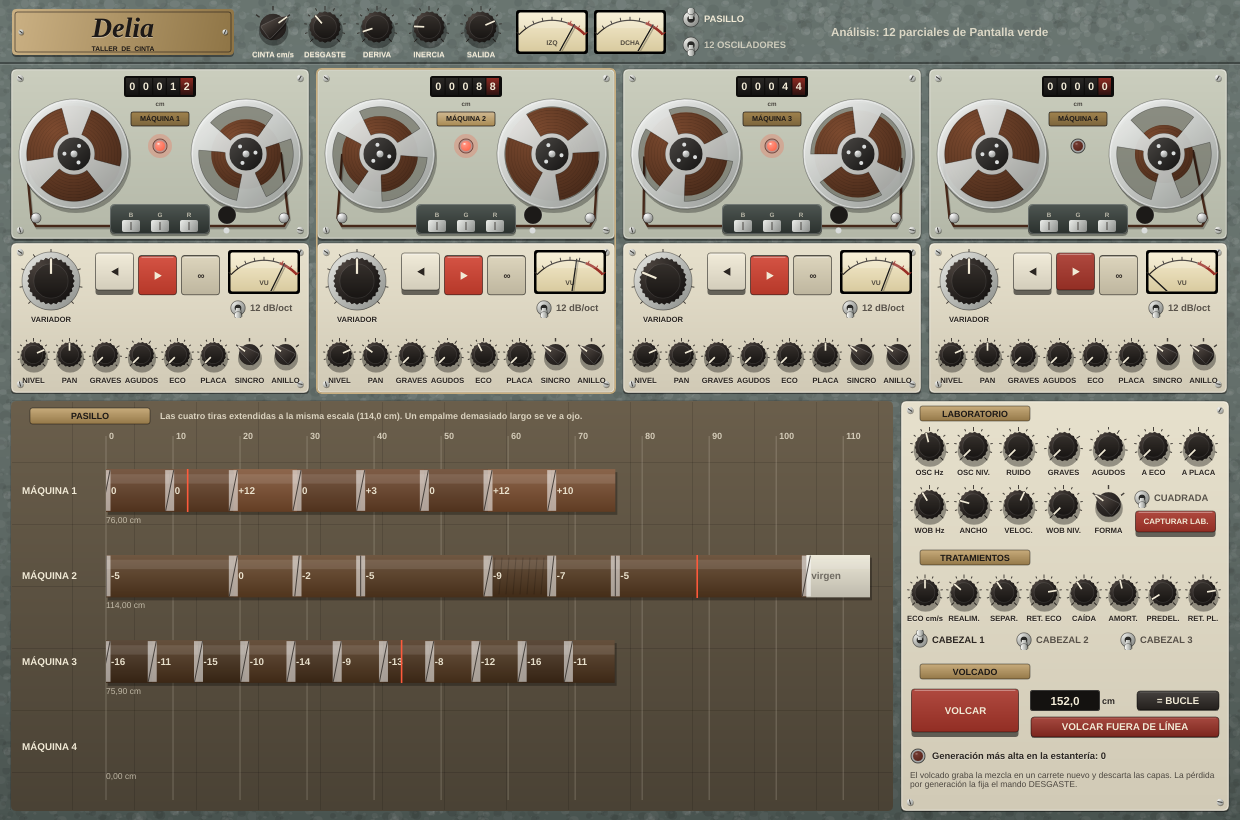 Delia
TALLER DE CINTA
CINTA cm/s DESGASTE DERIVA INERCIA SALIDA
IZQ DCHA
PASILLO
12 OSCILADORES
Análisis: 12 parciales de Pantalla verde
0 0 0 1 2
cm
MÁQUINA 1
B G R
0 0 0 8 8
cm
MÁQUINA 2
B G R
0 0 0 4 4
cm
MÁQUINA 3
B G R
0 0 0 0 0
cm
MÁQUINA 4
B G R
VARIADOR ∞ VU 12 dB/oct
NIVEL PAN GRAVES AGUDOS ECO PLACA SINCRO ANILLO
VARIADOR ∞ VU 12 dB/oct
NIVEL PAN GRAVES AGUDOS ECO PLACA SINCRO ANILLO
VARIADOR ∞ VU 12 dB/oct
NIVEL PAN GRAVES AGUDOS ECO PLACA SINCRO ANILLO
VARIADOR ∞ VU 12 dB/oct
NIVEL PAN GRAVES AGUDOS ECO PLACA SINCRO ANILLO
PASILLO
Las cuatro tiras extendidas a la misma escala (114,0 cm). Un empalme demasiado largo se ve a ojo.
0 10 20 30 40 50 60 70 80 90 100 110
MÁQUINA 1
0 0 +12 0 +3 0 +12 +10
76,00 cm
MÁQUINA 2
-5 0 -2 -5 -9 -7 -5 virgen
114,00 cm
MÁQUINA 3
-16 -11 -15 -10 -14 -9 -13 -8 -12 -16 -11
75,90 cm
MÁQUINA 4
0,00 cm
LABORATORIO
OSC Hz OSC NIV. RUIDO GRAVES AGUDOS A ECO A PLACA
CUADRADA
CAPTURAR LAB.
WOB Hz ANCHO VELOC. WOB NIV. FORMA
TRATAMIENTOS
ECO cm/s REALIM. SEPAR. RET. ECO CAÍDA AMORT. PREDEL. RET. PL.
CABEZAL 1 CABEZAL 2 CABEZAL 3
VOLCADO
VOLCAR
152,0 cm
= BUCLE
VOLCAR FUERA DE LÍNEA
Generación más alta en la estantería: 0
El volcado graba la mezcla en un carrete nuevo y descarta las capas. La pérdida
por generación la fija el mando DESGASTE.